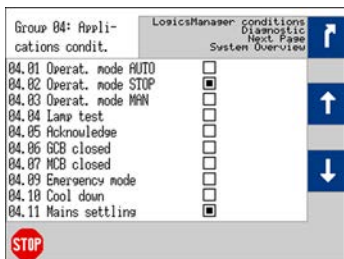 Group 04: Appli-
cations condit.
LogicsManager conditions
Diagnostic
Next Page
System Overview
04.01 Operat. mode AUTO
04.02 Operat. mode STOP
04.03 Operat. mode MAN
04.04 Lamp test
04.05 Acknowledge
04.06 GCB closed
04.07 MCB closed
04.09 Emergency mode
04.10 Cool down
04.11 Mains settling
STOP